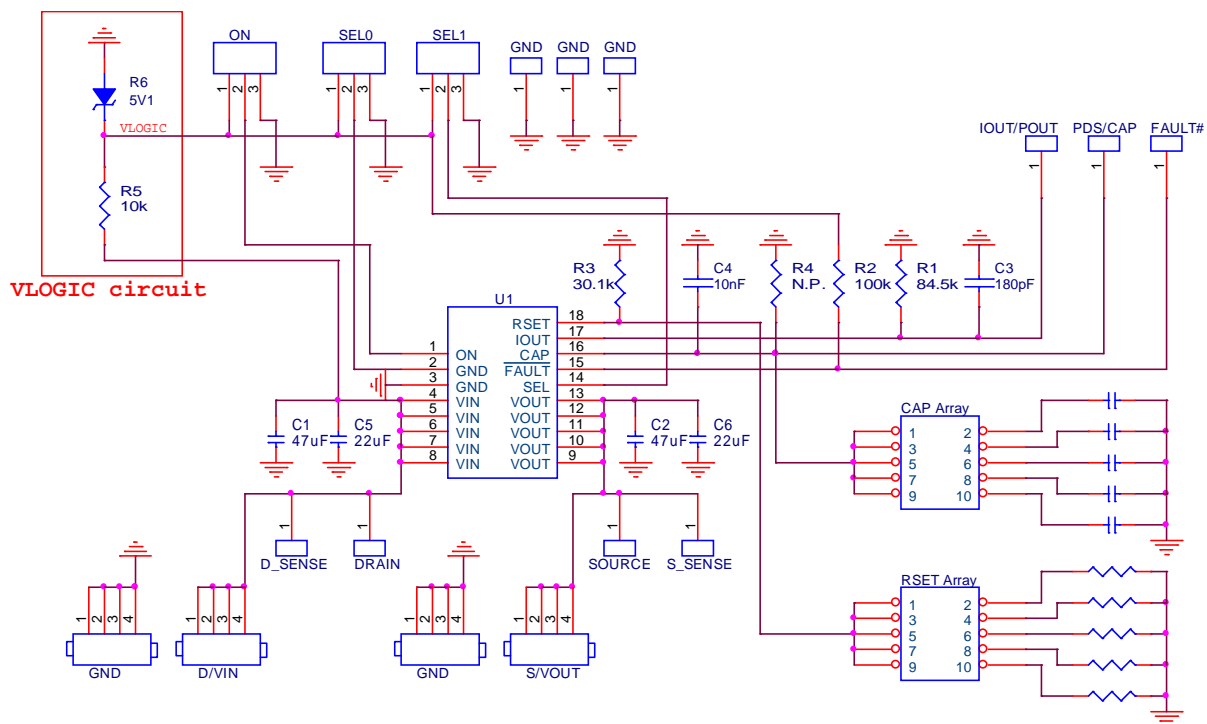 ON
SEL0
SEL1
GND
GND
GND
1
2
3
1
2
3
1
2
3
1
1
1
R6
5V1
VLOGIC
R5
10k
VLOGIC circuit
IOUT/POUT
PDS/CAP
FAULT#
1
1
1
R3
30.1k
C4
10nF
R4
N.P.
R2
100k
R1
84.5k
C3
180pF
U1
1
2
3
4
5
6
7
8
ON
GND
GND
VIN
VIN
VIN
VIN
VIN
RSET
IOUT
CAP
FAULT
SEL
VOUT
VOUT
VOUT
VOUT
VOUT
18
17
16
15
14
13
12
11
10
9
C1
47uF
C5
22uF
C2
47uF
C6
22uF
CAP Array
1
3
5
7
9
2
4
6
8
10
1
1
D_SENSE
DRAIN
1
1
SOURCE
S_SENSE
RSET Array
1
3
5
7
9
2
4
6
8
10
1
2
3
4
GND
1
2
3
4
D/VIN
1
2
3
4
GND
1
2
3
4
S/VOUT